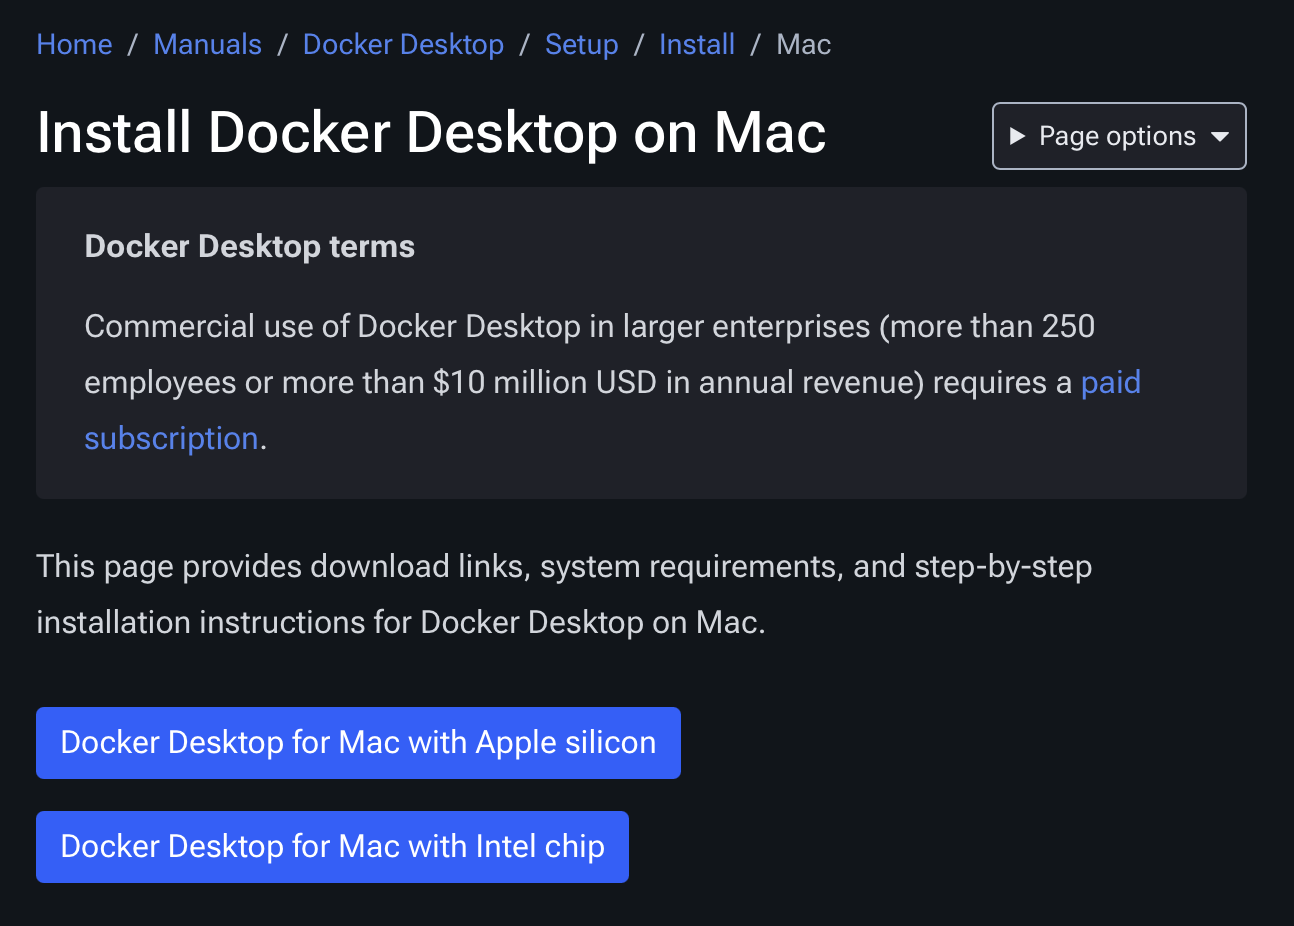 Home / Manuals / Docker Desktop / Setup / Install / Mac
Install Docker Desktop on Mac
Page options
Docker Desktop terms
Commercial use of Docker Desktop in larger enterprises (more than 250
employees or more than $10 million USD in annual revenue) requires a paid
subscription.
This page provides download links, system requirements, and step-by-step
installation instructions for Docker Desktop on Mac.
Docker Desktop for Mac with Apple silicon
Docker Desktop for Mac with Intel chip